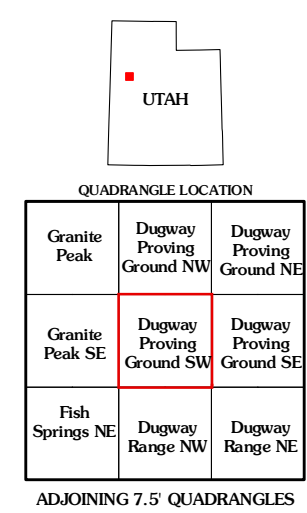 UTAH
QUADRANGLE LOCATION
Granite
Peak
Dugway
Proving
Ground NW
Dugway
Proving
Ground NE
Granite
Peak SE
Dugway
Proving
Ground SW
Dugway
Proving
Ground SE
Fish
Springs NE
Dugway
Range NW
Dugway
Range NE
ADJOINING 7.5' QUADRANGLES